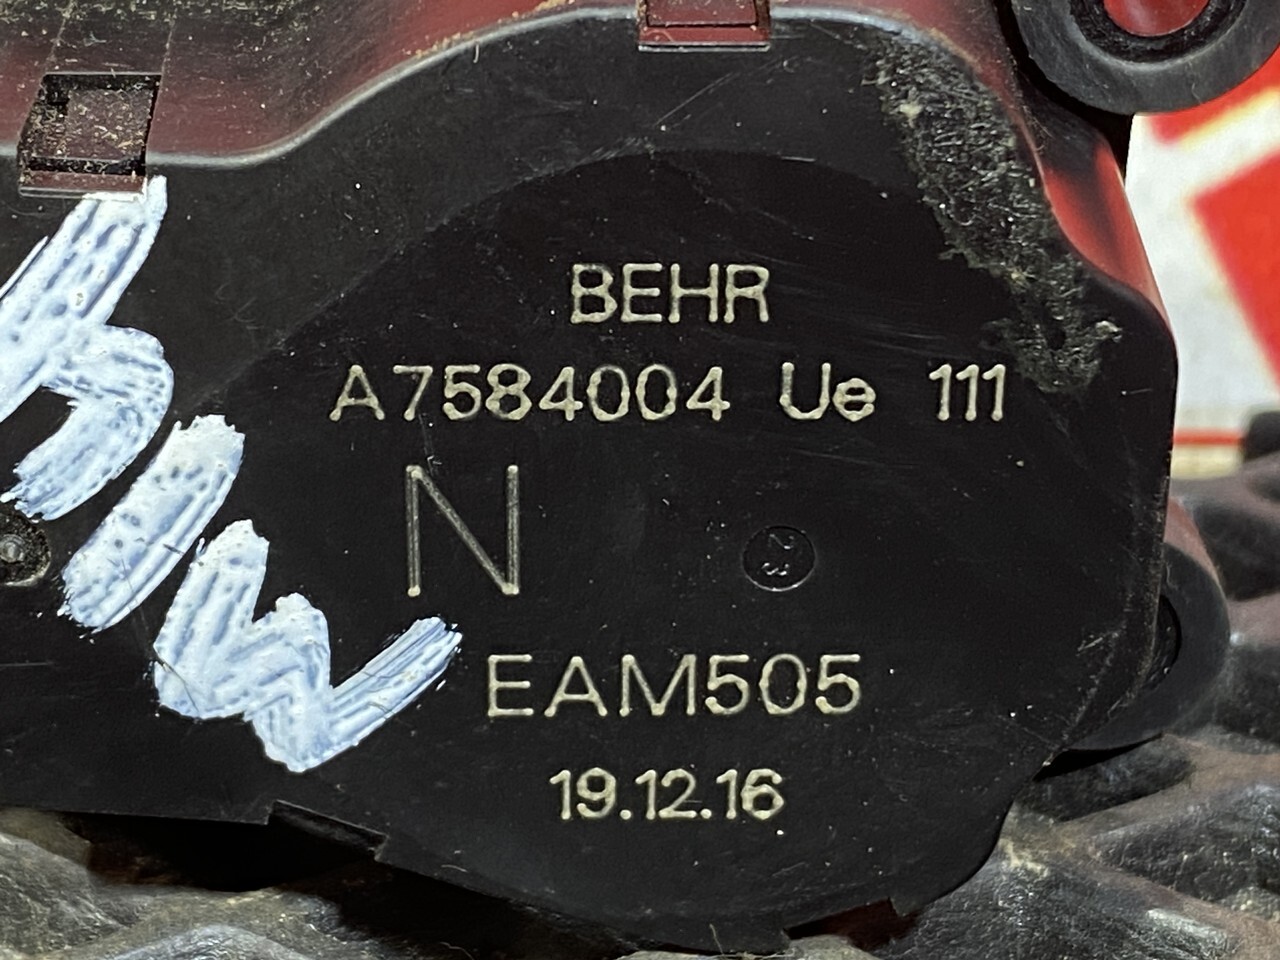 BEHR
A7584004 Ue 111
N
EAM505
19.12.16